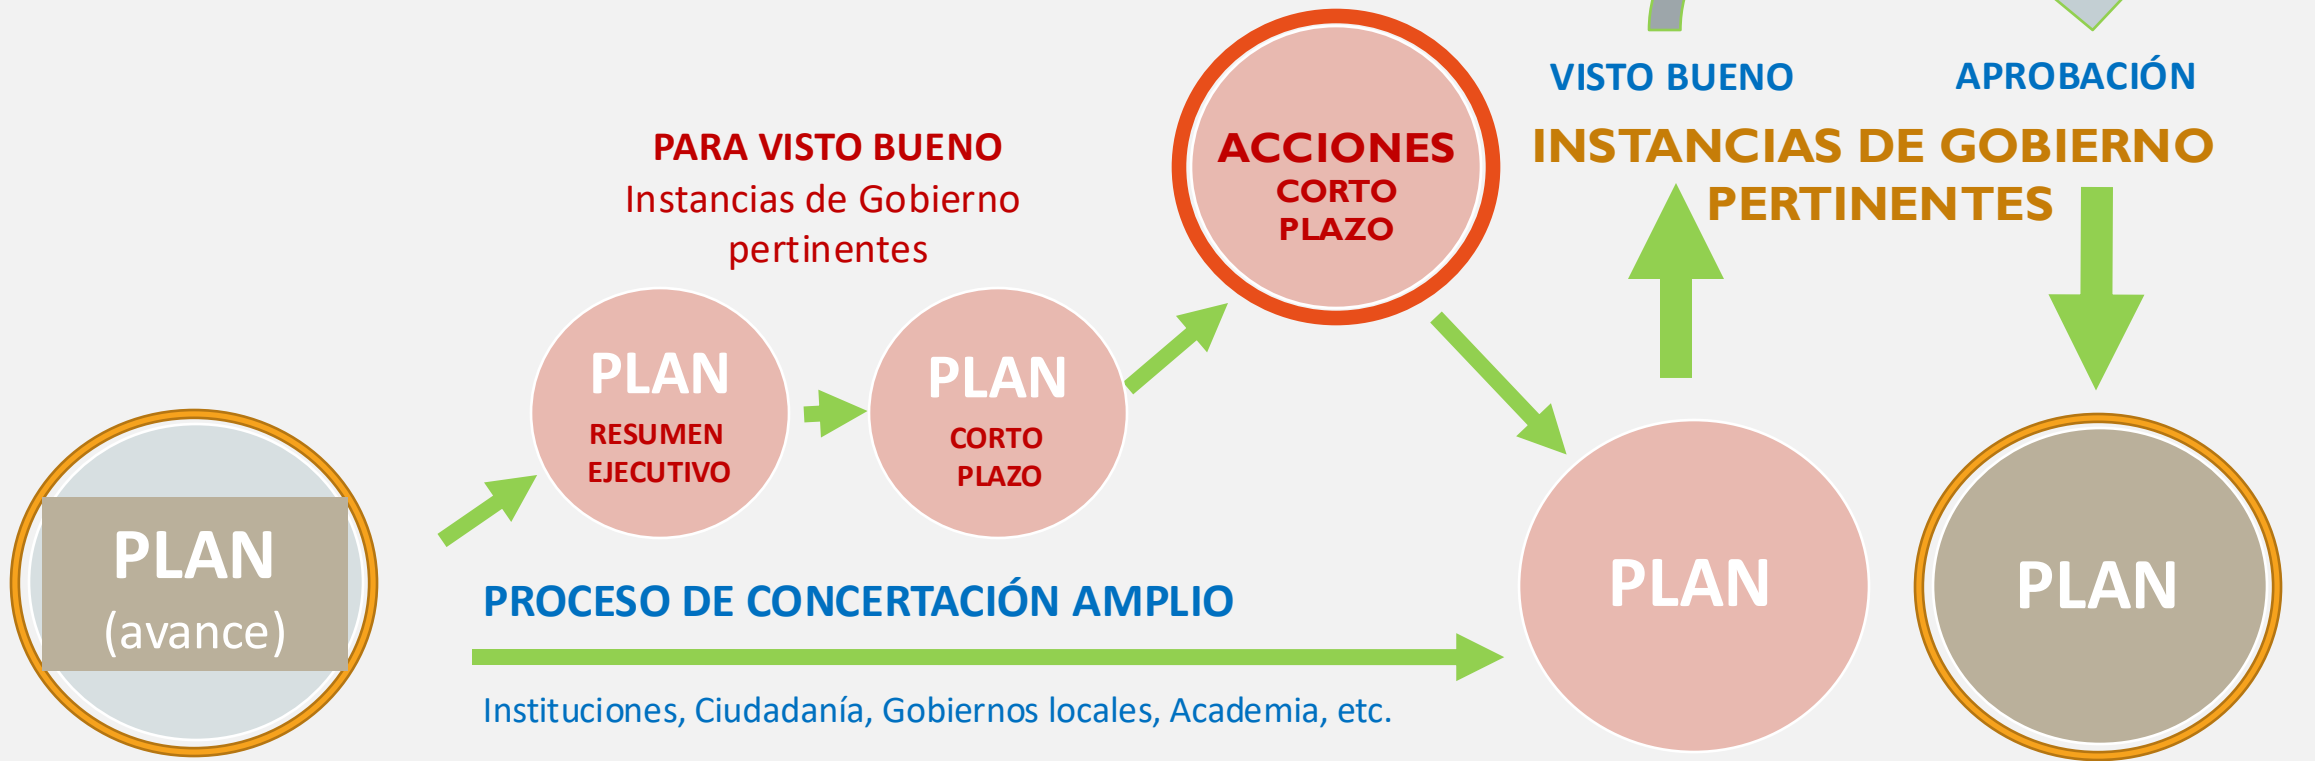 VISTO BUENO
APROBACIÓN
INSTANCIAS DE GOBIERNO
PERTINENTES
PARA VISTO BUENO
Instancias de Gobierno
pertinentes
ACCIONES
CORTO
PLAZO
PLAN
RESUMEN
EJECUTIVO
PLAN
CORTO
PLAZO
PLAN
(avance)
PROCESO DE CONCERTACIÓN AMPLIO
Instituciones, Ciudadanía, Gobiernos locales, Academia, etc.
PLAN
PLAN